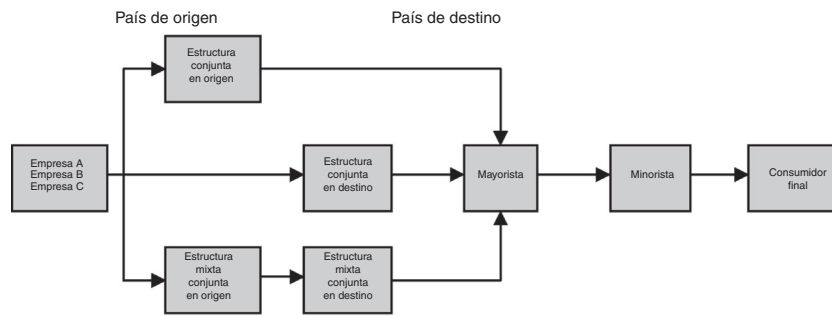 País de origen
País de destino
Estructura
conjunta
en origen
Empresa A
Empresa B
Empresa C
Estructura
conjunta
en destino
Mayorista
Minorista
Consumidor
final
Estructura
mixta
conjunta
en origen
Estructura
mixta
conjunta
en destino